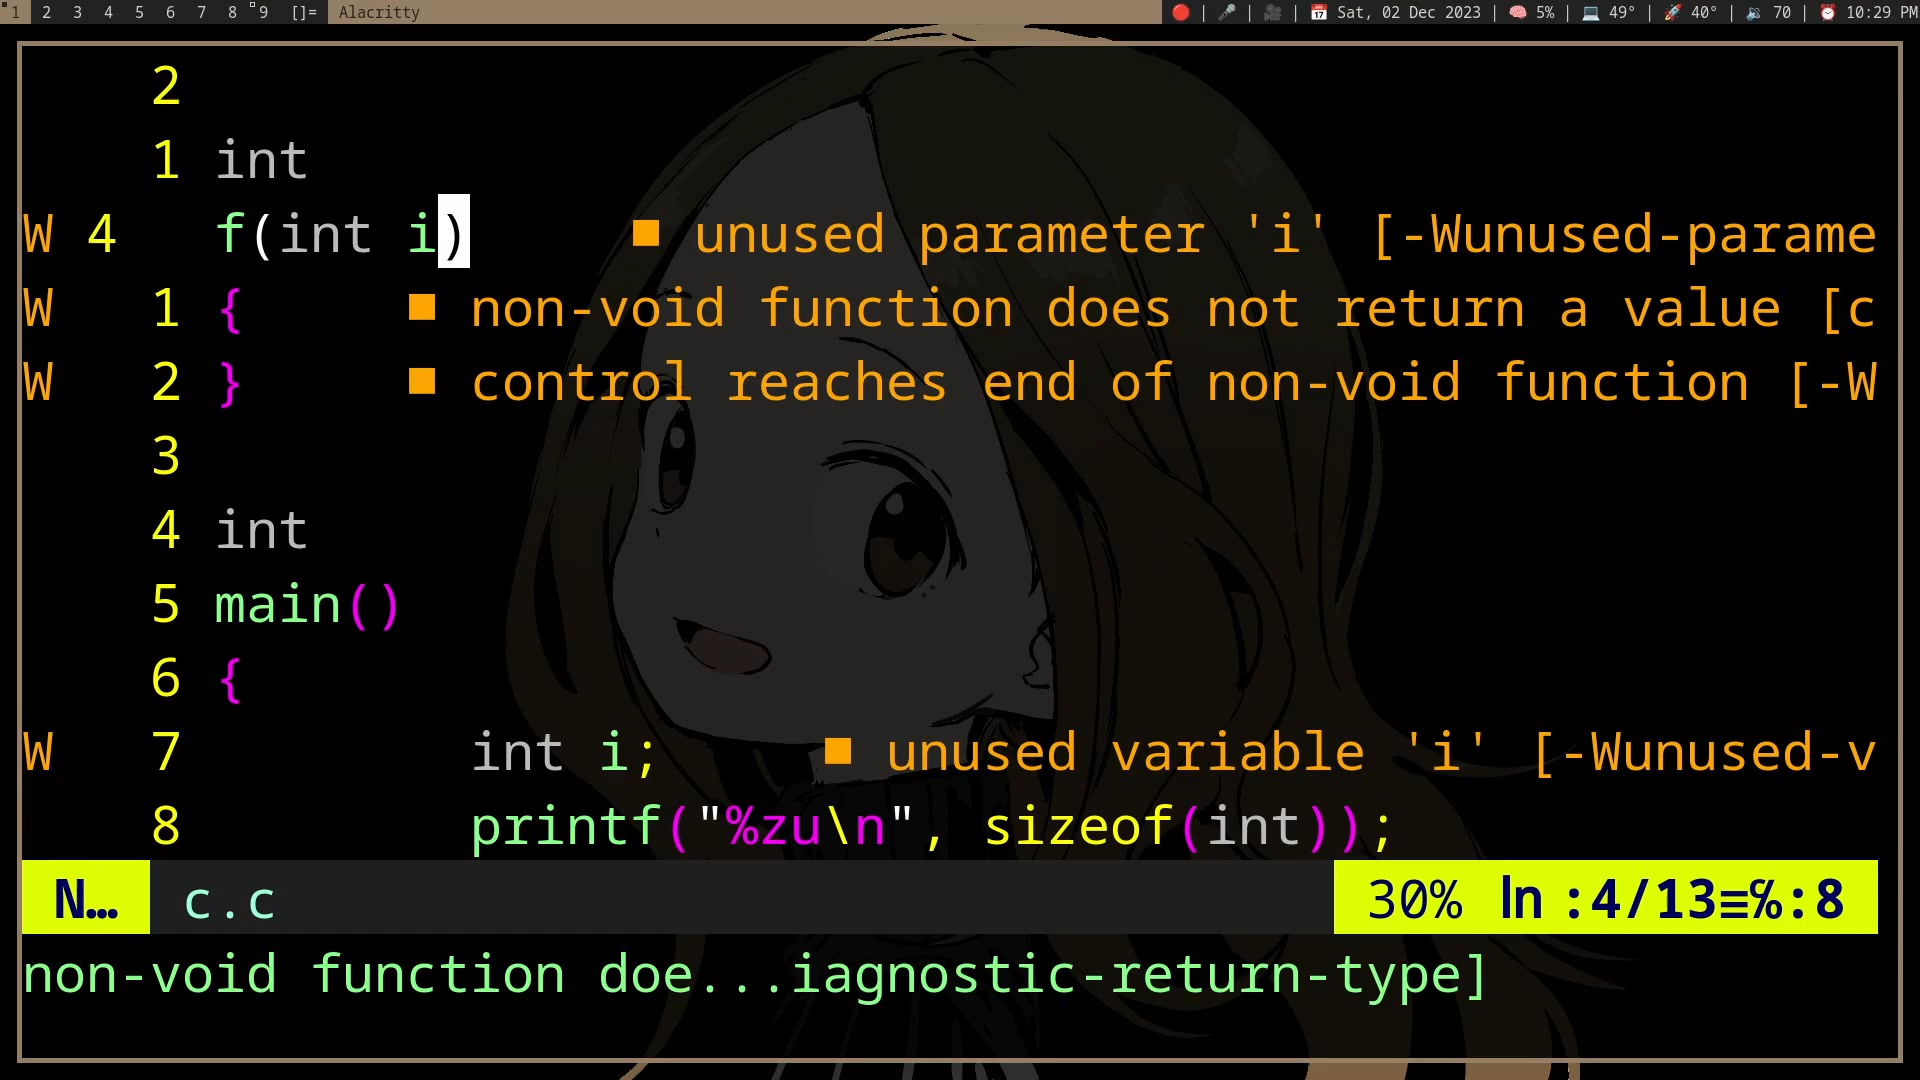 1 2 3 4 5 6 7 8 9 []= Alacritty 🔴 | 🎤 | 🎥 | 📅 Sat, 02 Dec 2023 | 🧠 5% | 💻 49° | 🚀 40° | 🔉 70 | ⏰ 10:29 PM
2
1 int
W 4 f(int i) ■ unused parameter 'i' [-Wunused-parame
W 1 { ■ non-void function does not return a value [c
W 2 } ■ control reaches end of non-void function [-W
3
4 int
5 main()
6 {
W 7 int i; ■ unused variable 'i' [-Wunused-v
8 printf("%zu\n", sizeof(int));
N… c.c 30% ㏑:4/13≡℅:8
non-void function doe...iagnostic-return-type]